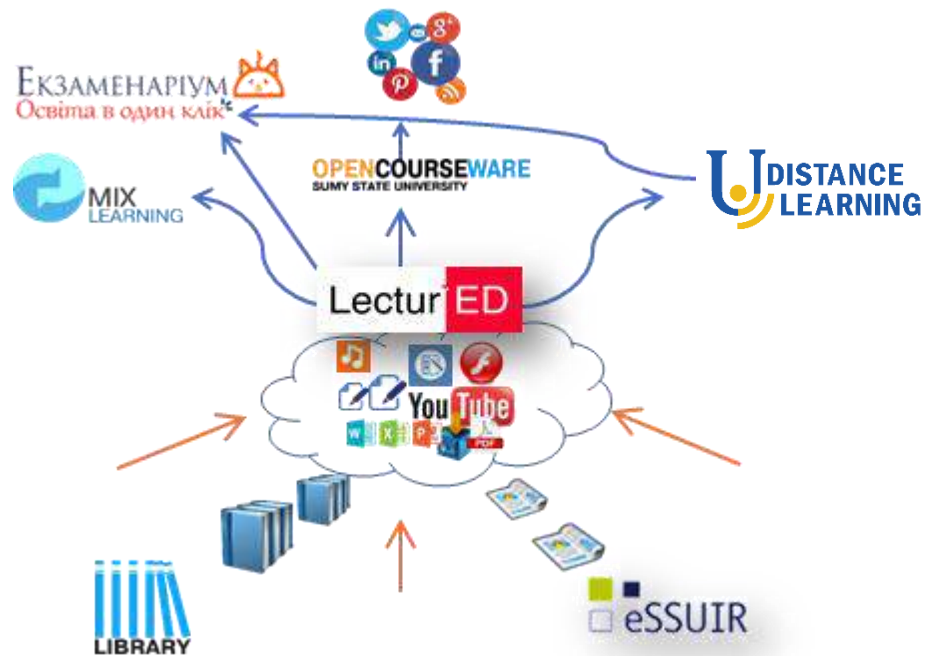 ЕКЗАМЕНАРІУМ
Освіта в один клік
in
f
g+
P
MIX
LEARNING
OPENCOURSEWARE
SUMY STATE UNIVERSITY
U DISTANCE
LEARNING
Lectur'ED
You Tube
W
X
P
PDF
LIBRARY
eSSUIR